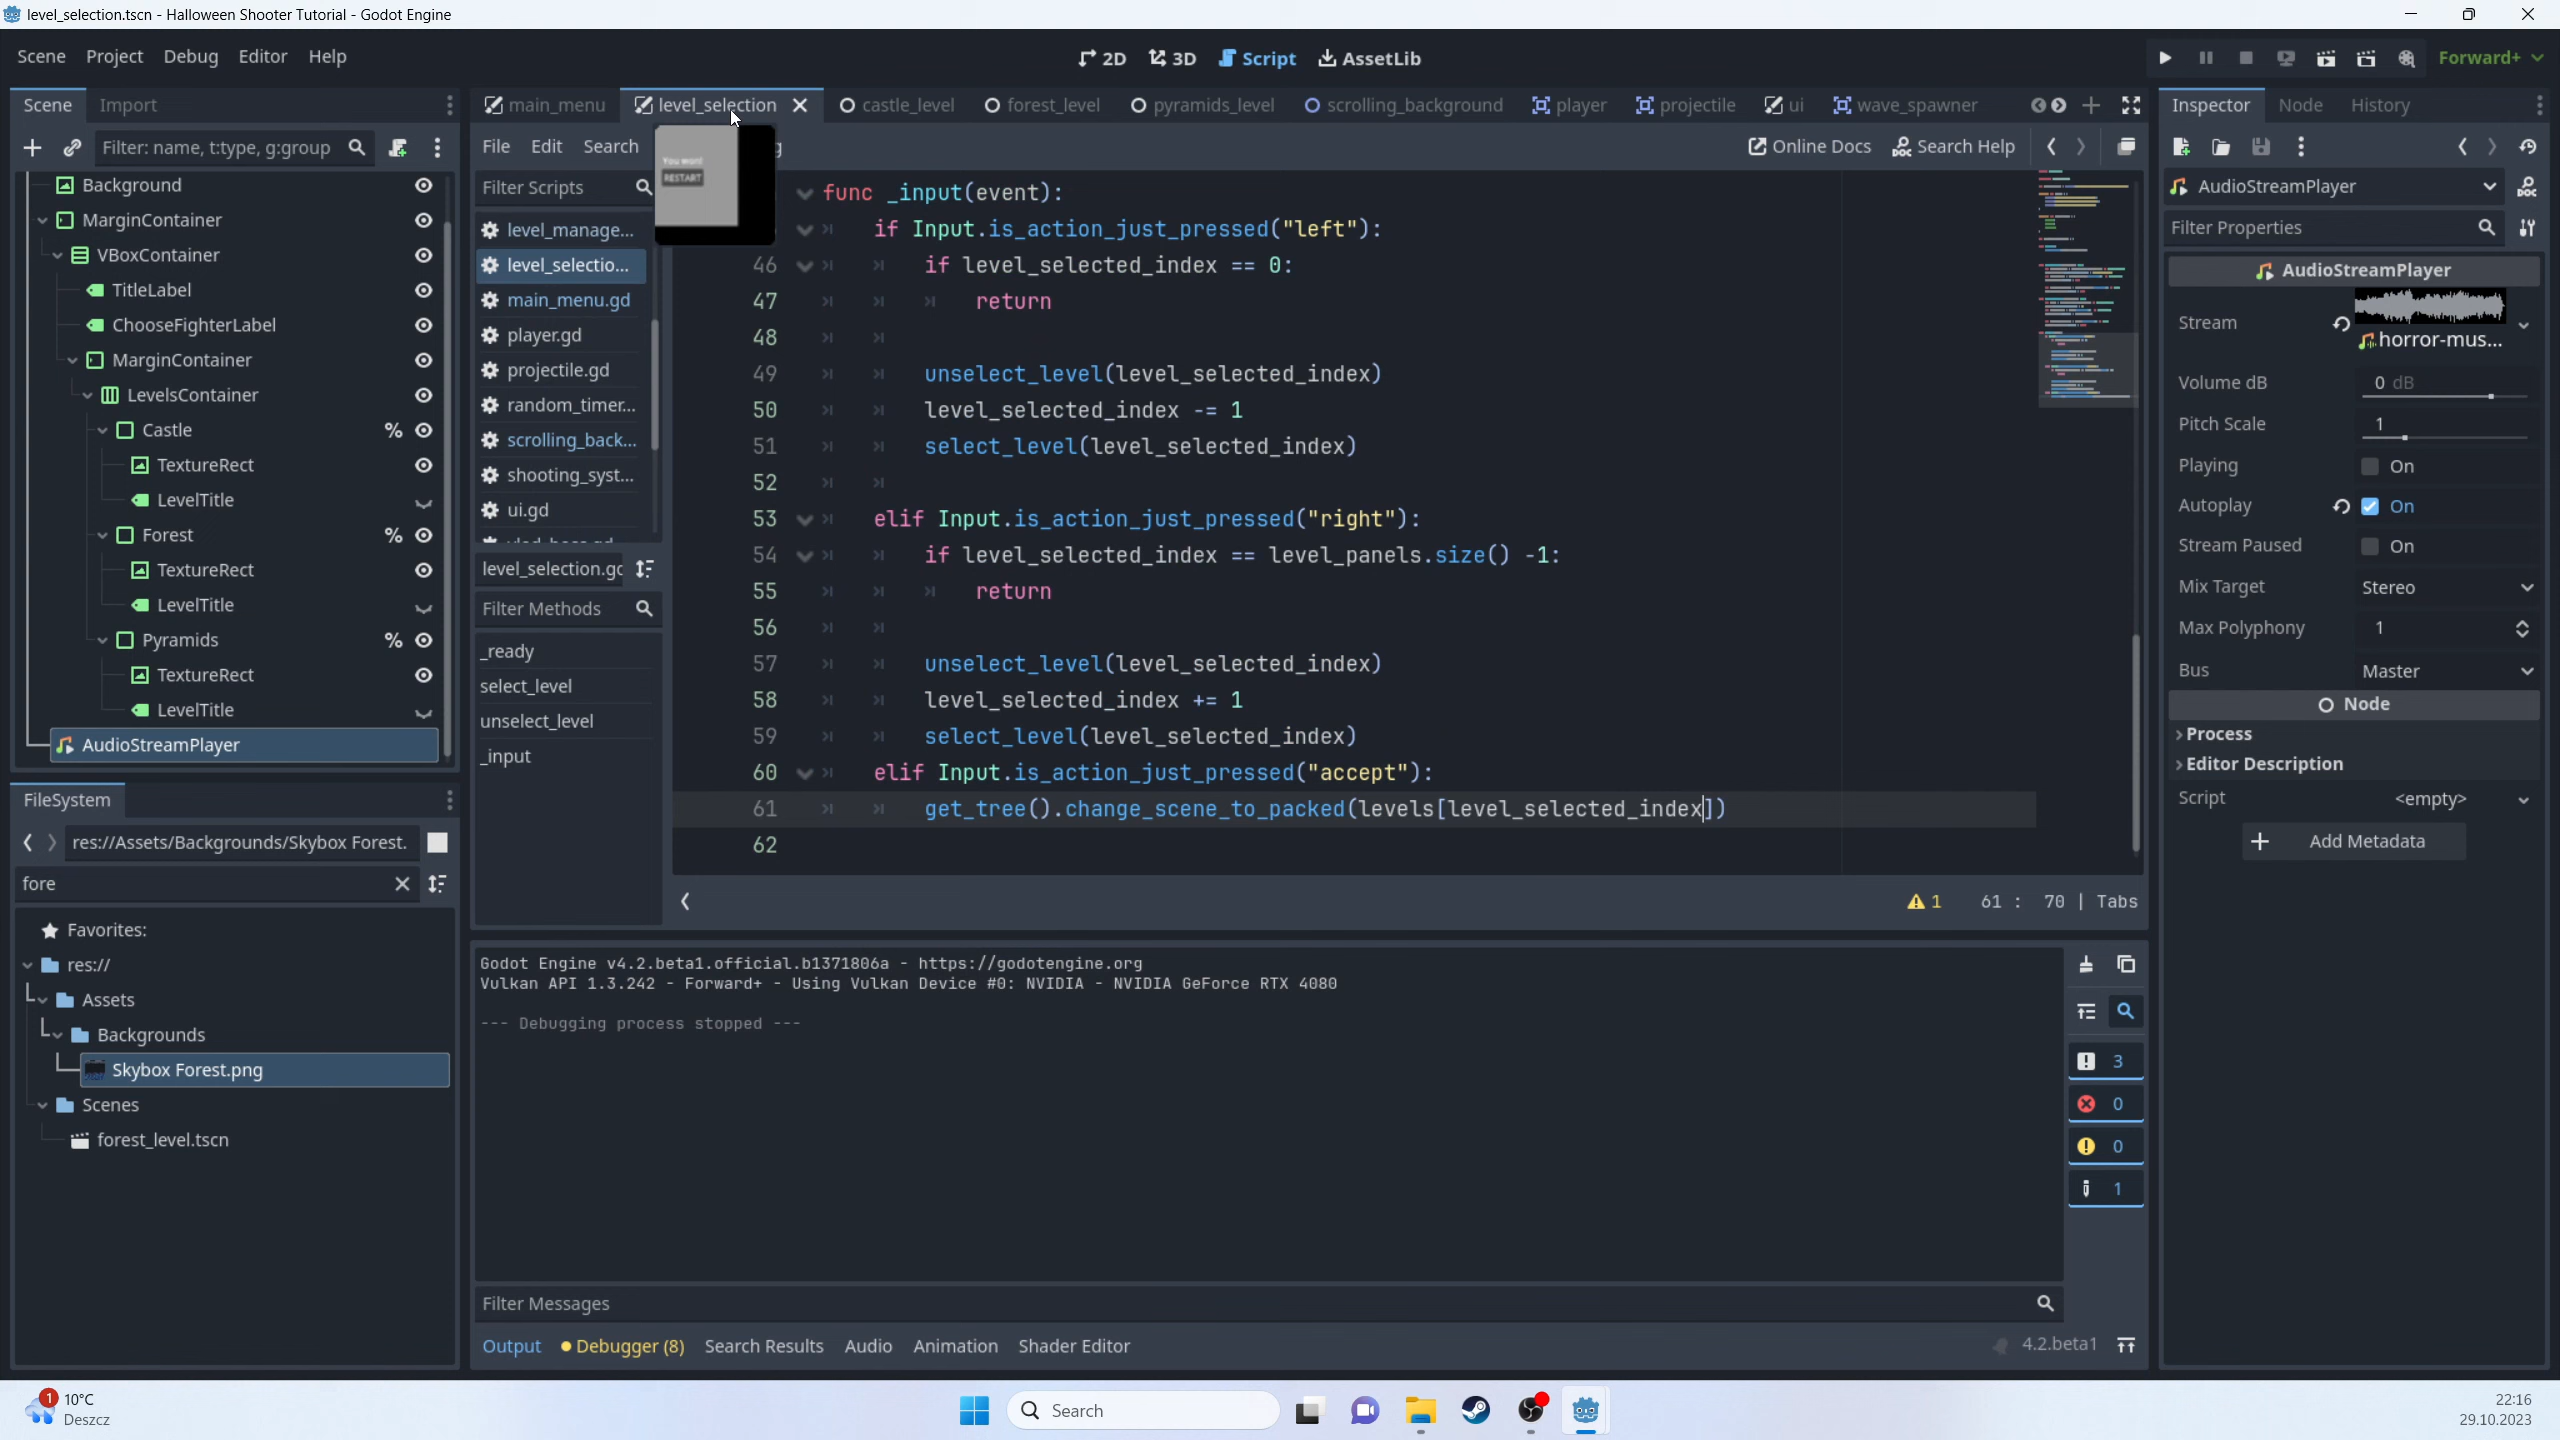 level_selection.tscn - Halloween Shooter Tutorial - Godot Engine
Scene Project Debug Editor Help
2D 3D Script AssetLib
Forward+
Scene Import
main_menu level_selection castle_level forest_level pyramids_level scrolling_background player projectile ui wave_spawner
Inspector Node History
Filter: name, t:type, g:group
File Edit Search
Online Docs Search Help
Background
MarginContainer
VBoxContainer
TitleLabel
ChooseFighterLabel
MarginContainer
LevelsContainer
Castle %
TextureRect
LevelTitle
Forest %
TextureRect
LevelTitle
Pyramids %
TextureRect
LevelTitle
AudioStreamPlayer
FileSystem
res://Assets/Backgrounds/Skybox Forest.
fore
Favorites:
res://
Assets
Backgrounds
Skybox Forest.png
Scenes
forest_level.tscn
Filter Scripts
level_manage...
level_selectio...
main_menu.gd
player.gd
projectile.gd
random_timer...
scrolling_back...
shooting_syst...
ui.gd
level_selection.gd
Filter Methods
_ready
select_level
unselect_level
_input
You won!
RESTART
func _input(event):
if Input.is_action_just_pressed("left"):
46 if level_selected_index == 0:
47 return
48
49 unselect_level(level_selected_index)
50 level_selected_index -= 1
51 select_level(level_selected_index)
52
53 elif Input.is_action_just_pressed("right"):
54 if level_selected_index == level_panels.size() -1:
55 return
56
57 unselect_level(level_selected_index)
58 level_selected_index += 1
59 select_level(level_selected_index)
60 elif Input.is_action_just_pressed("accept"):
61 get_tree().change_scene_to_packed(levels[level_selected_index])
62
1 61 : 70 | Tabs
Godot Engine v4.2.beta1.official.b1371806a - https://godotengine.org
Vulkan API 1.3.242 - Forward+ - Using Vulkan Device #0: NVIDIA - NVIDIA GeForce RTX 4080
--- Debugging process stopped ---
3
0
0
1
Filter Messages
Output Debugger (8) Search Results Audio Animation Shader Editor
4.2.beta1
AudioStreamPlayer
Filter Properties
AudioStreamPlayer
Stream
horror-mus...
Volume dB 0 dB
Pitch Scale 1
Playing On
Autoplay On
Stream Paused On
Mix Target Stereo
Max Polyphony 1
Bus Master
Node
Process
Editor Description
Script <empty>
Add Metadata
1
10°C
Deszcz
Search
22:16
29.10.2023